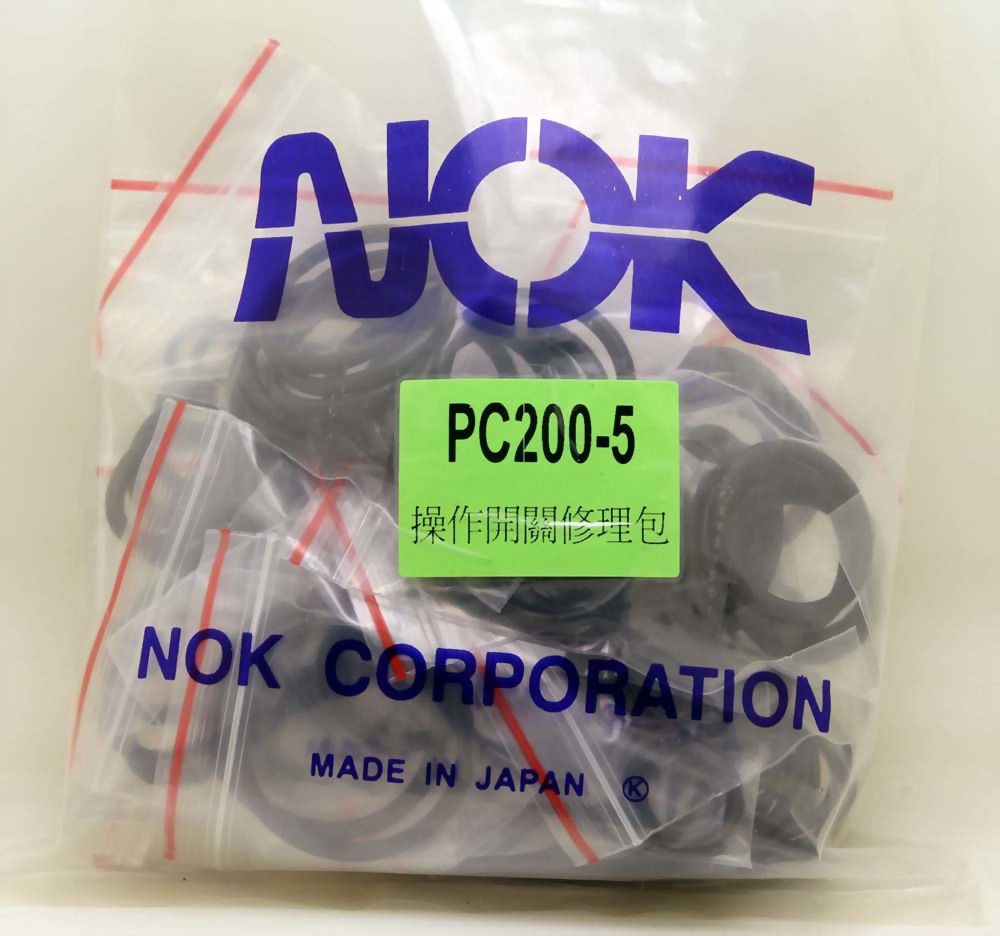 NOK
PC200-5
操作開關修理包
NOK CORPORATION
MADE IN JAPAN Ⓚ